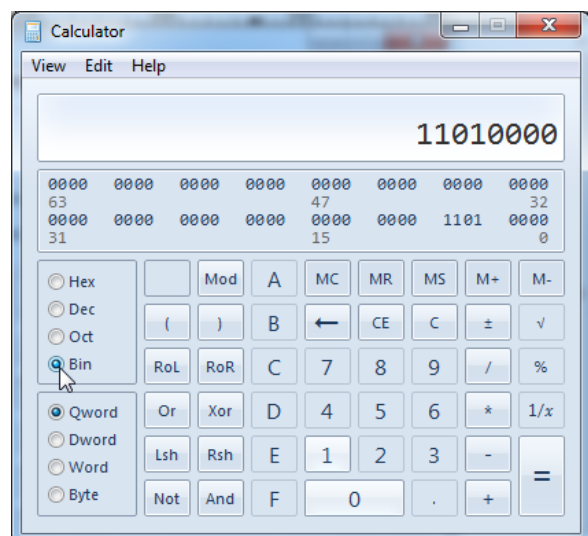 Calculator
View Edit Help
11010000
0000 0000 0000 0000 0000 0000 0000 0000
63 47 32
0000 0000 0000 0000 0000 0000 1101 0000
31 15 0
Hex Mod A MC MR MS M+ M-
Dec
Oct ( ) B ← CE C ± √
Bin RoL RoR C 7 8 9 / %
Qword Or Xor D 4 5 6 * 1/x
Dword
Word Lsh Rsh E 1 2 3 - =
Byte Not And F 0 . +